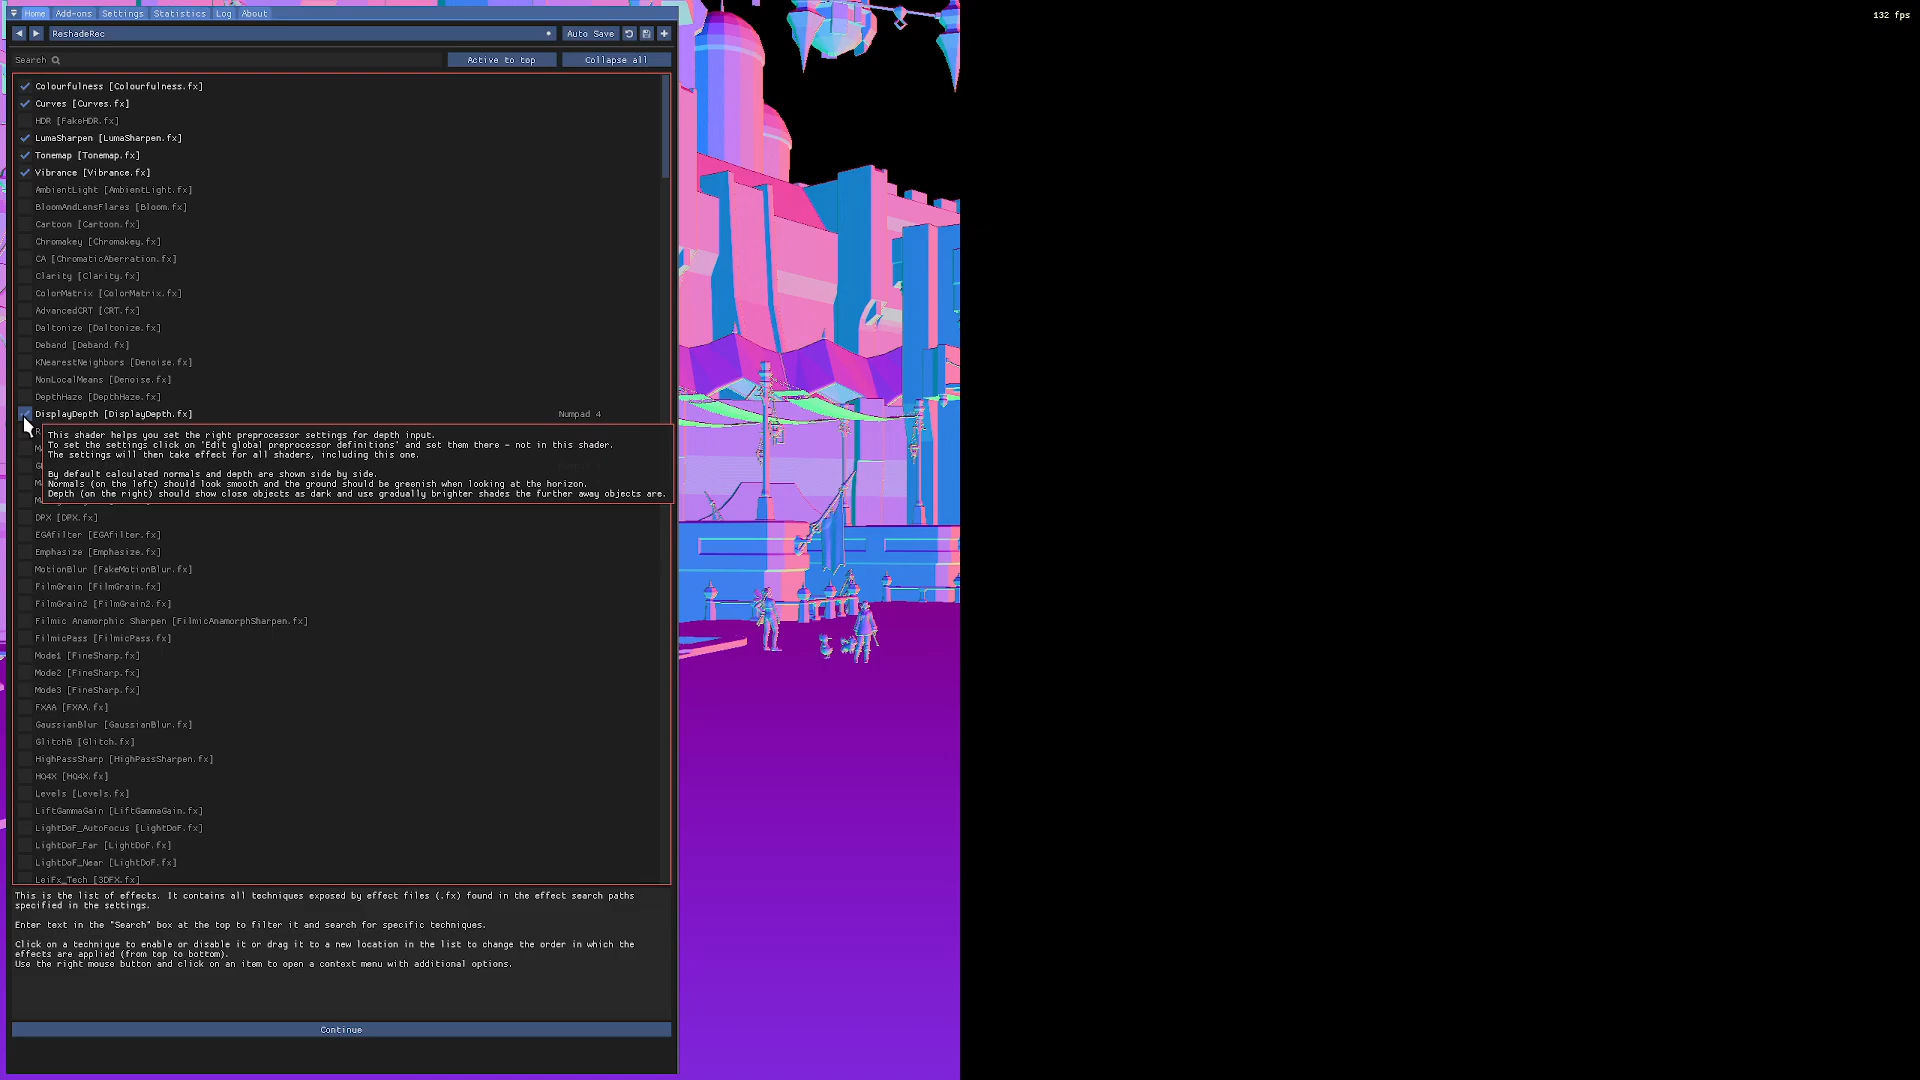 Home Add-ons Settings Statistics Log About
132 fps
ReshadeRec Auto Save
Search Active to top Collapse all
Colourfulness [Colourfulness.fx]
Curves [Curves.fx]
HDR [FakeHDR.fx]
LumaSharpen [LumaSharpen.fx]
Tonemap [Tonemap.fx]
Vibrance [Vibrance.fx]
AmbientLight [AmbientLight.fx]
BloomAndLensFlares [Bloom.fx]
Cartoon [Cartoon.fx]
Chromakey [Chromakey.fx]
CA [ChromaticAberration.fx]
Clarity [Clarity.fx]
ColorMatrix [ColorMatrix.fx]
AdvancedCRT [CRT.fx]
Daltonize [Daltonize.fx]
Deband [Deband.fx]
KNearestNeighbors [Denoise.fx]
NonLocalMeans [Denoise.fx]
DepthHaze [DepthHaze.fx]
DisplayDepth [DisplayDepth.fx] Numpad 4
This shader helps you set the right preprocessor settings for depth input.
To set the settings click on 'Edit global preprocessor definitions' and set them there - not in this shader.
The settings will then take effect for all shaders, including this one.
By default calculated normals and depth are shown side by side.
Normals (on the left) should look smooth and the ground should be greenish when looking at the horizon.
Depth (on the right) should show close objects as dark and use gradually brighter shades the further away objects are.
DPX [DPX.fx]
EGAfilter [EGAfilter.fx]
Emphasize [Emphasize.fx]
MotionBlur [FakeMotionBlur.fx]
FilmGrain [FilmGrain.fx]
FilmGrain2 [FilmGrain2.fx]
Filmic Anamorphic Sharpen [FilmicAnamorphSharpen.fx]
FilmicPass [FilmicPass.fx]
Mode1 [FineSharp.fx]
Mode2 [FineSharp.fx]
Mode3 [FineSharp.fx]
FXAA [FXAA.fx]
GaussianBlur [GaussianBlur.fx]
GlitchB [Glitch.fx]
HighPassSharp [HighPassSharpen.fx]
HQ4X [HQ4X.fx]
Levels [Levels.fx]
LiftGammaGain [LiftGammaGain.fx]
LightDoF_AutoFocus [LightDoF.fx]
LightDoF_Far [LightDoF.fx]
LightDoF_Near [LightDoF.fx]
LeiFx_Tech [3DFX.fx]
This is the list of effects. It contains all techniques exposed by effect files (.fx) found in the effect search paths
specified in the settings.
Enter text in the "Search" box at the top to filter it and search for specific techniques.
Click on a technique to enable or disable it or drag it to a new location in the list to change the order in which the
effects are applied (from top to bottom).
Use the right mouse button and click on an item to open a context menu with additional options.
Continue